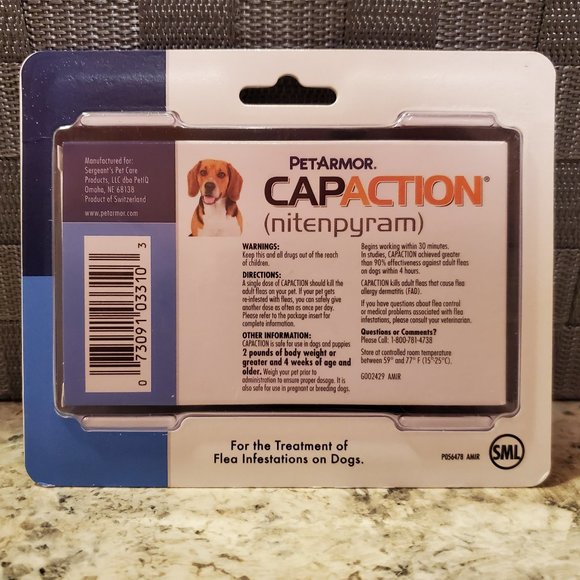 Manufactured for:
Sergeant's Pet Care
Products, LLC dba PetIQ
Omaha, NE 68138
Product of Switzerland
www.petarmor.com
0 73091 03310 3
PETARMOR®
CAPACTION®
(nitenpyram)
WARNINGS:
Keep this and all drugs out of the reach
of children.
DIRECTIONS:
A single dose of CAPACTION should kill the
adult fleas on your pet. If your pet gets
re-infested with fleas, you can safely give
another dose as often as once per day.
Please refer to the package insert for
complete information.
OTHER INFORMATION:
CAPACTION is safe for use in dogs and puppies
2 pounds of body weight or
greater and 4 weeks of age and
older. Weigh your pet prior to
administration to ensure proper dosage. It is
also safe for use in pregnant or breeding dogs.
Begins working within 30 minutes.
In studies, CAPACTION achieved greater
than 90% effectiveness against adult fleas
on dogs within 4 hours.
CAPACTION kills adult fleas that cause flea
allergy dermatitis (FAD).
If you have questions about flea control
or medical problems associated with flea
infestations, please consult your veterinarian.
Questions or Comments?
Please Call: 1-800-781-4738
Store at controlled room temperature
between 59° and 77° F (15°-25°C).
G002429 AMIR
For the Treatment of
Flea Infestations on Dogs.
P056478 AMIR
SML